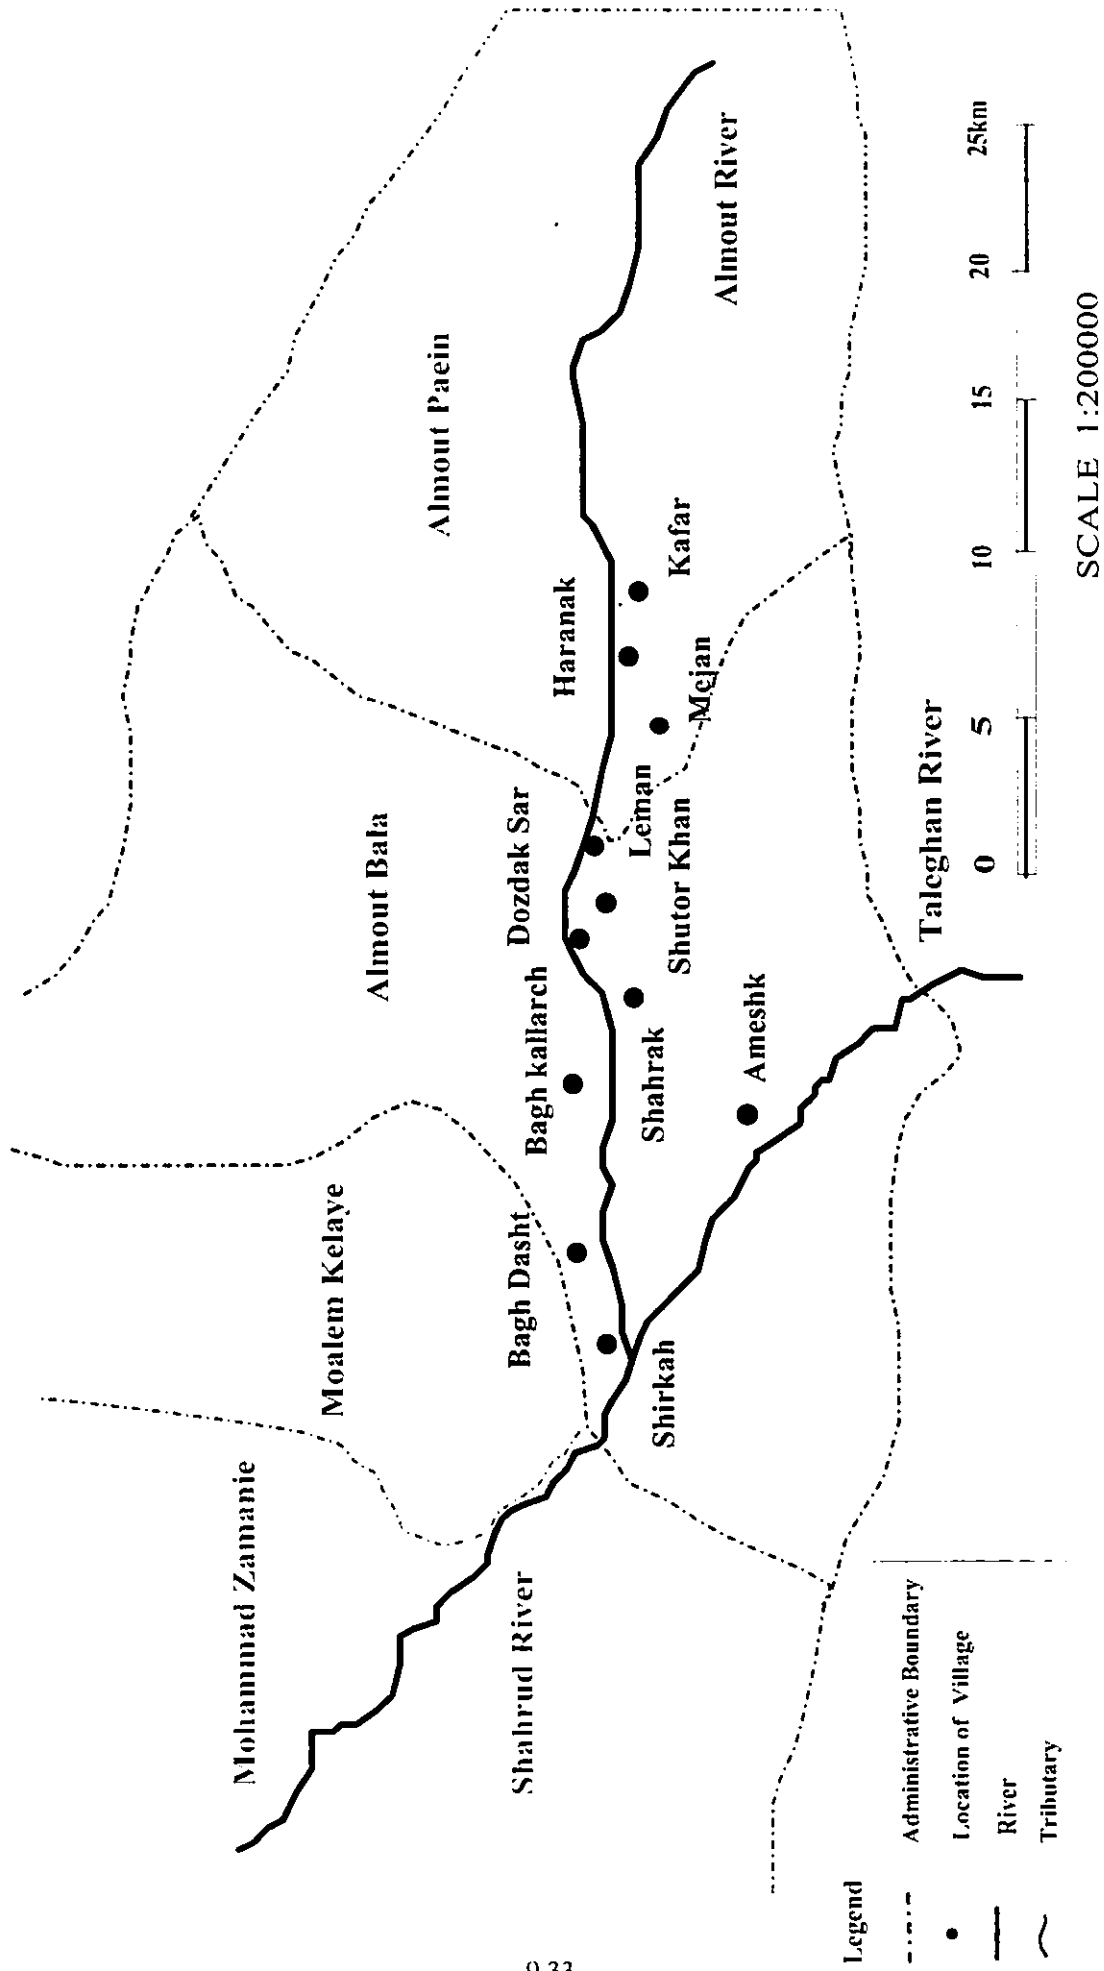 Mohammad Zamanie
Moalem Kelaye
Almout Bala
Almout Paein
Shahrud River
Bagh Dasht
Bagh kallarch
Dozdak Sar
Haranak
Shirkah
Shahrak
Shutor Khan
Leman
Mejan
Kafar
Almout River
Ameshk
Taleghan River
Legend
Administrative Boundary
Location of Village
River
Tributary
0 5 10 15 20 25km
SCALE 1:200000
9.33